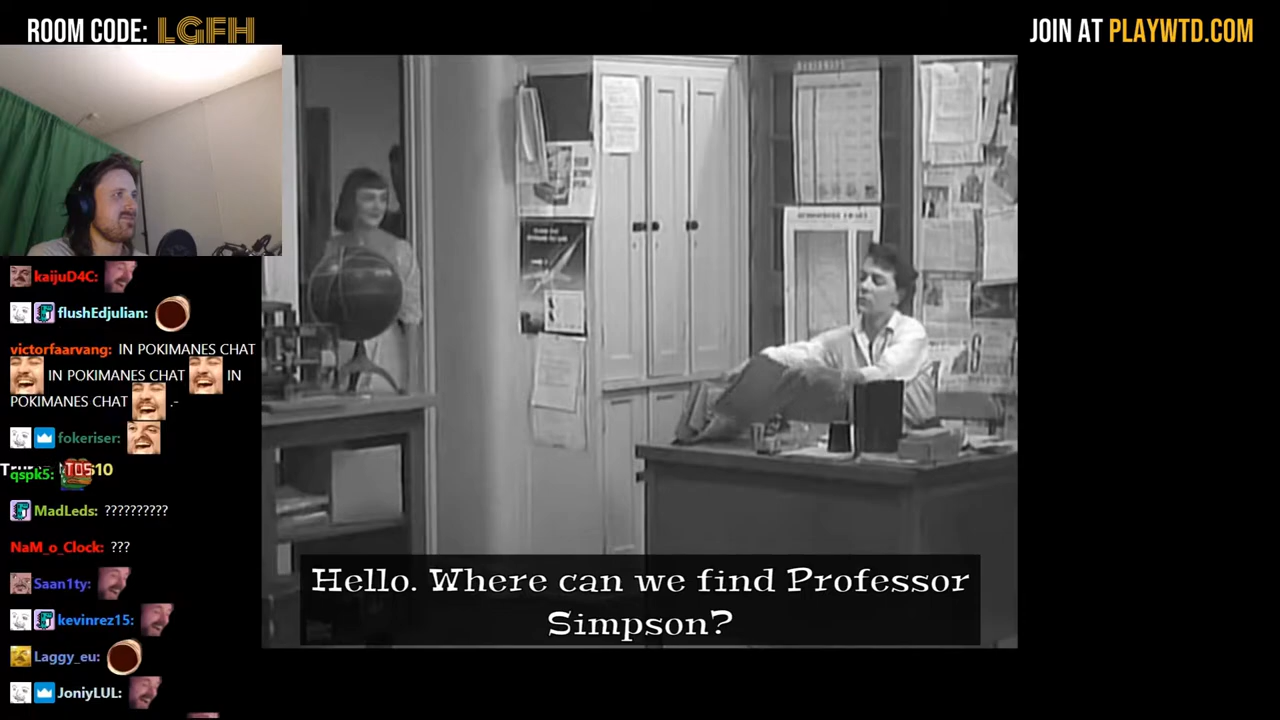 ROOM CODE: LGFH
JOIN AT PLAYWTD.COM
kaijuD4C:
flushEdjulian:
victorfaarvang: IN POKIMANES CHAT
IN POKIMANES CHAT IN
POKIMANES CHAT .-
fokeriser:
qspk5:
MadLeds: ??????????
NaM_o_Clock: ???
Saan1ty:
kevinrez15:
Laggy_eu:
JoniyLUL:
Hello. Where can we find Professor
Simpson?